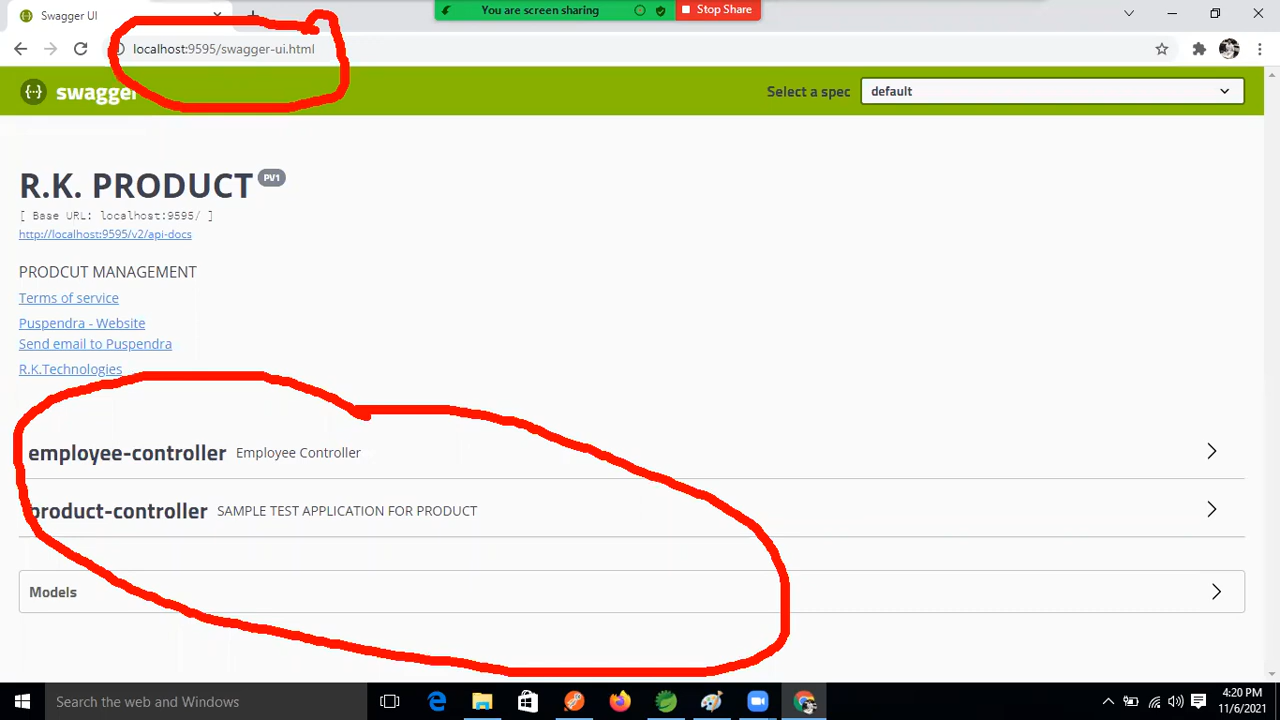 Swagger UI
You are screen sharing
Stop Share
localhost:9595/swagger-ui.html
swagger
Select a spec
default
R.K. PRODUCT PV1
[ Base URL: localhost:9595/ ]
http://localhost:9595/v2/api-docs
PRODCUT MANAGEMENT
Terms of service
Puspendra - Website
Send email to Puspendra
R.K.Technologies
employee-controller Employee Controller
product-controller SAMPLE TEST APPLICATION FOR PRODUCT
Models
Search the web and Windows
4:20 PM
11/6/2021